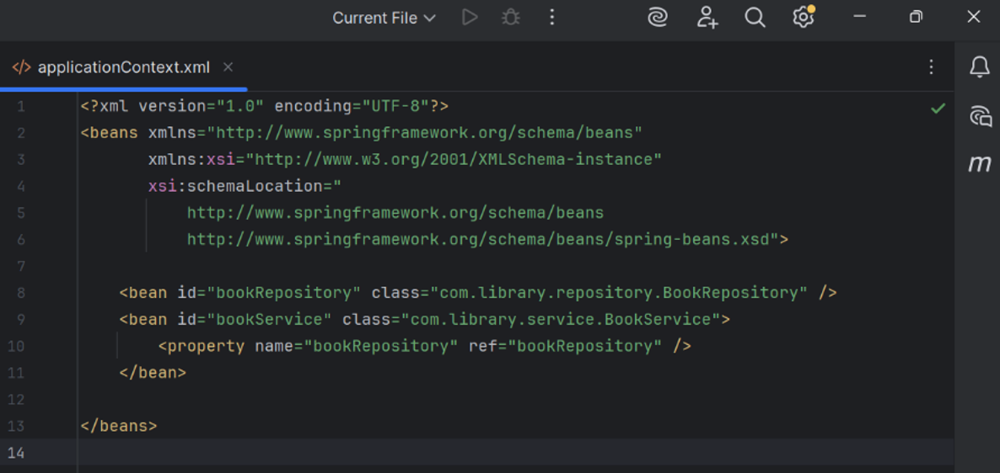 Current File
applicationContext.xml
1 <?xml version="1.0" encoding="UTF-8"?>
2 <beans xmlns="http://www.springframework.org/schema/beans"
3 xmlns:xsi="http://www.w3.org/2001/XMLSchema-instance"
4 xsi:schemaLocation="
5 http://www.springframework.org/schema/beans
6 http://www.springframework.org/schema/beans/spring-beans.xsd">
7
8 <bean id="bookRepository" class="com.library.repository.BookRepository" />
9 <bean id="bookService" class="com.library.service.BookService">
10 <property name="bookRepository" ref="bookRepository" />
11 </bean>
12
13 </beans>
14
m